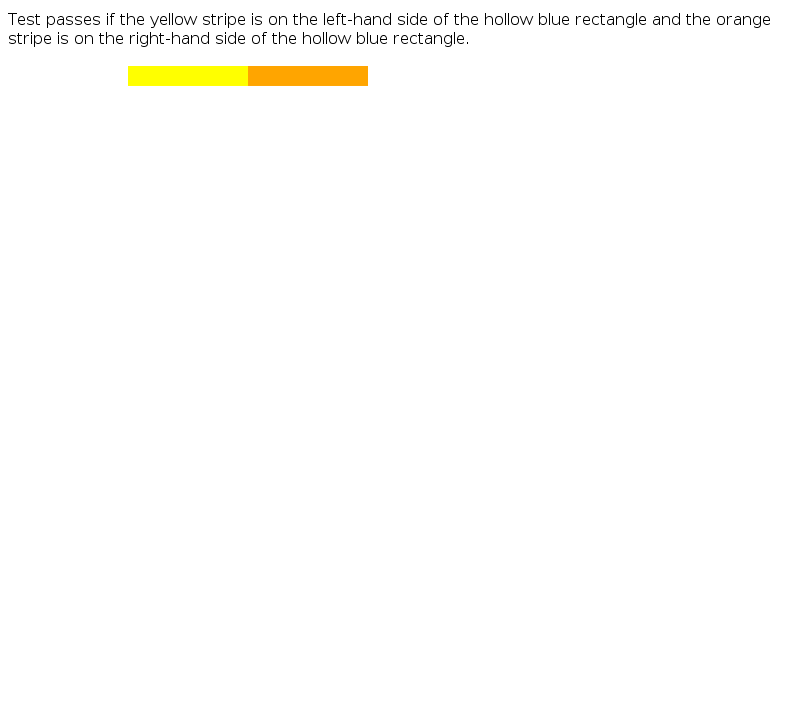 Test passes if the yellow stripe is on the left-hand side of the hollow blue rectangle and the orange
stripe is on the right-hand side of the hollow blue rectangle.